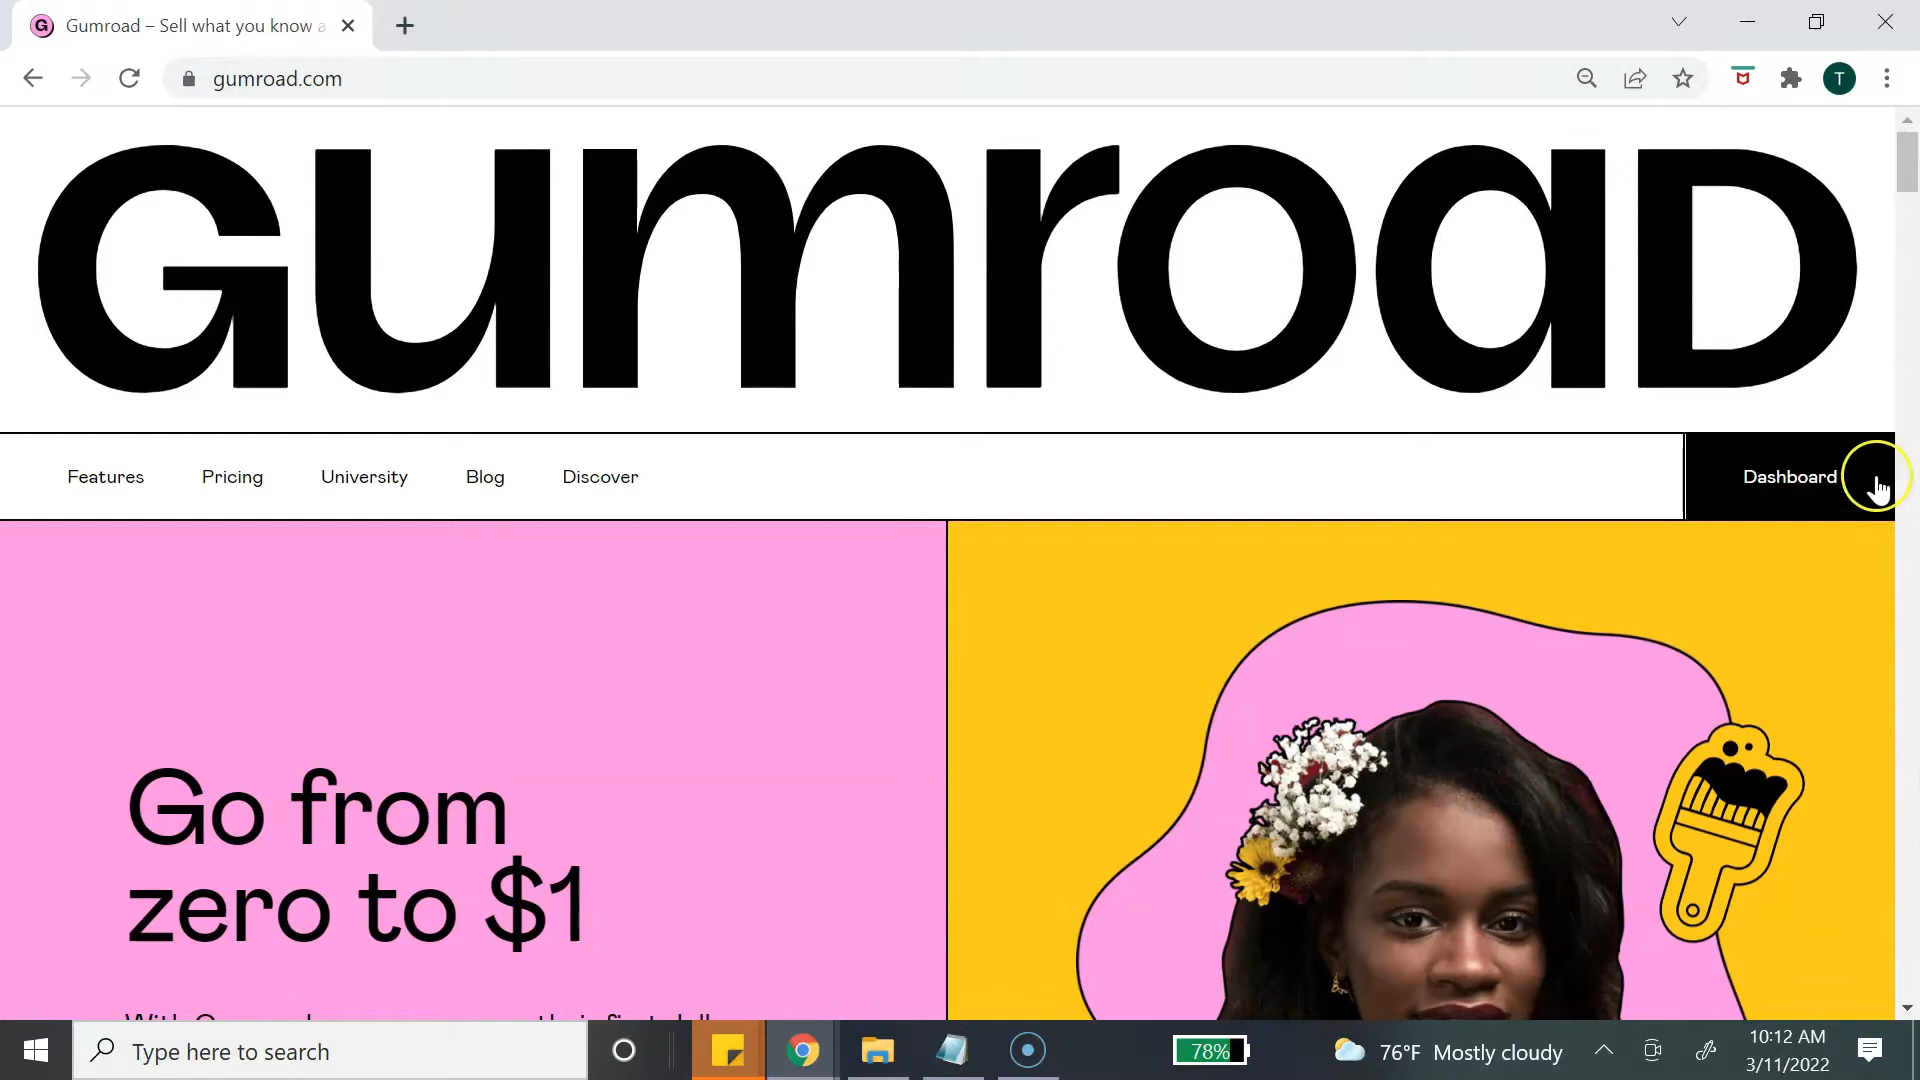 Gumroad – Sell what you know a
gumroad.com
T
Gumroad
Features Pricing University Blog Discover Dashboard
Go from
zero to $1
Type here to search
78%
76°F Mostly cloudy
10:12 AM
3/11/2022